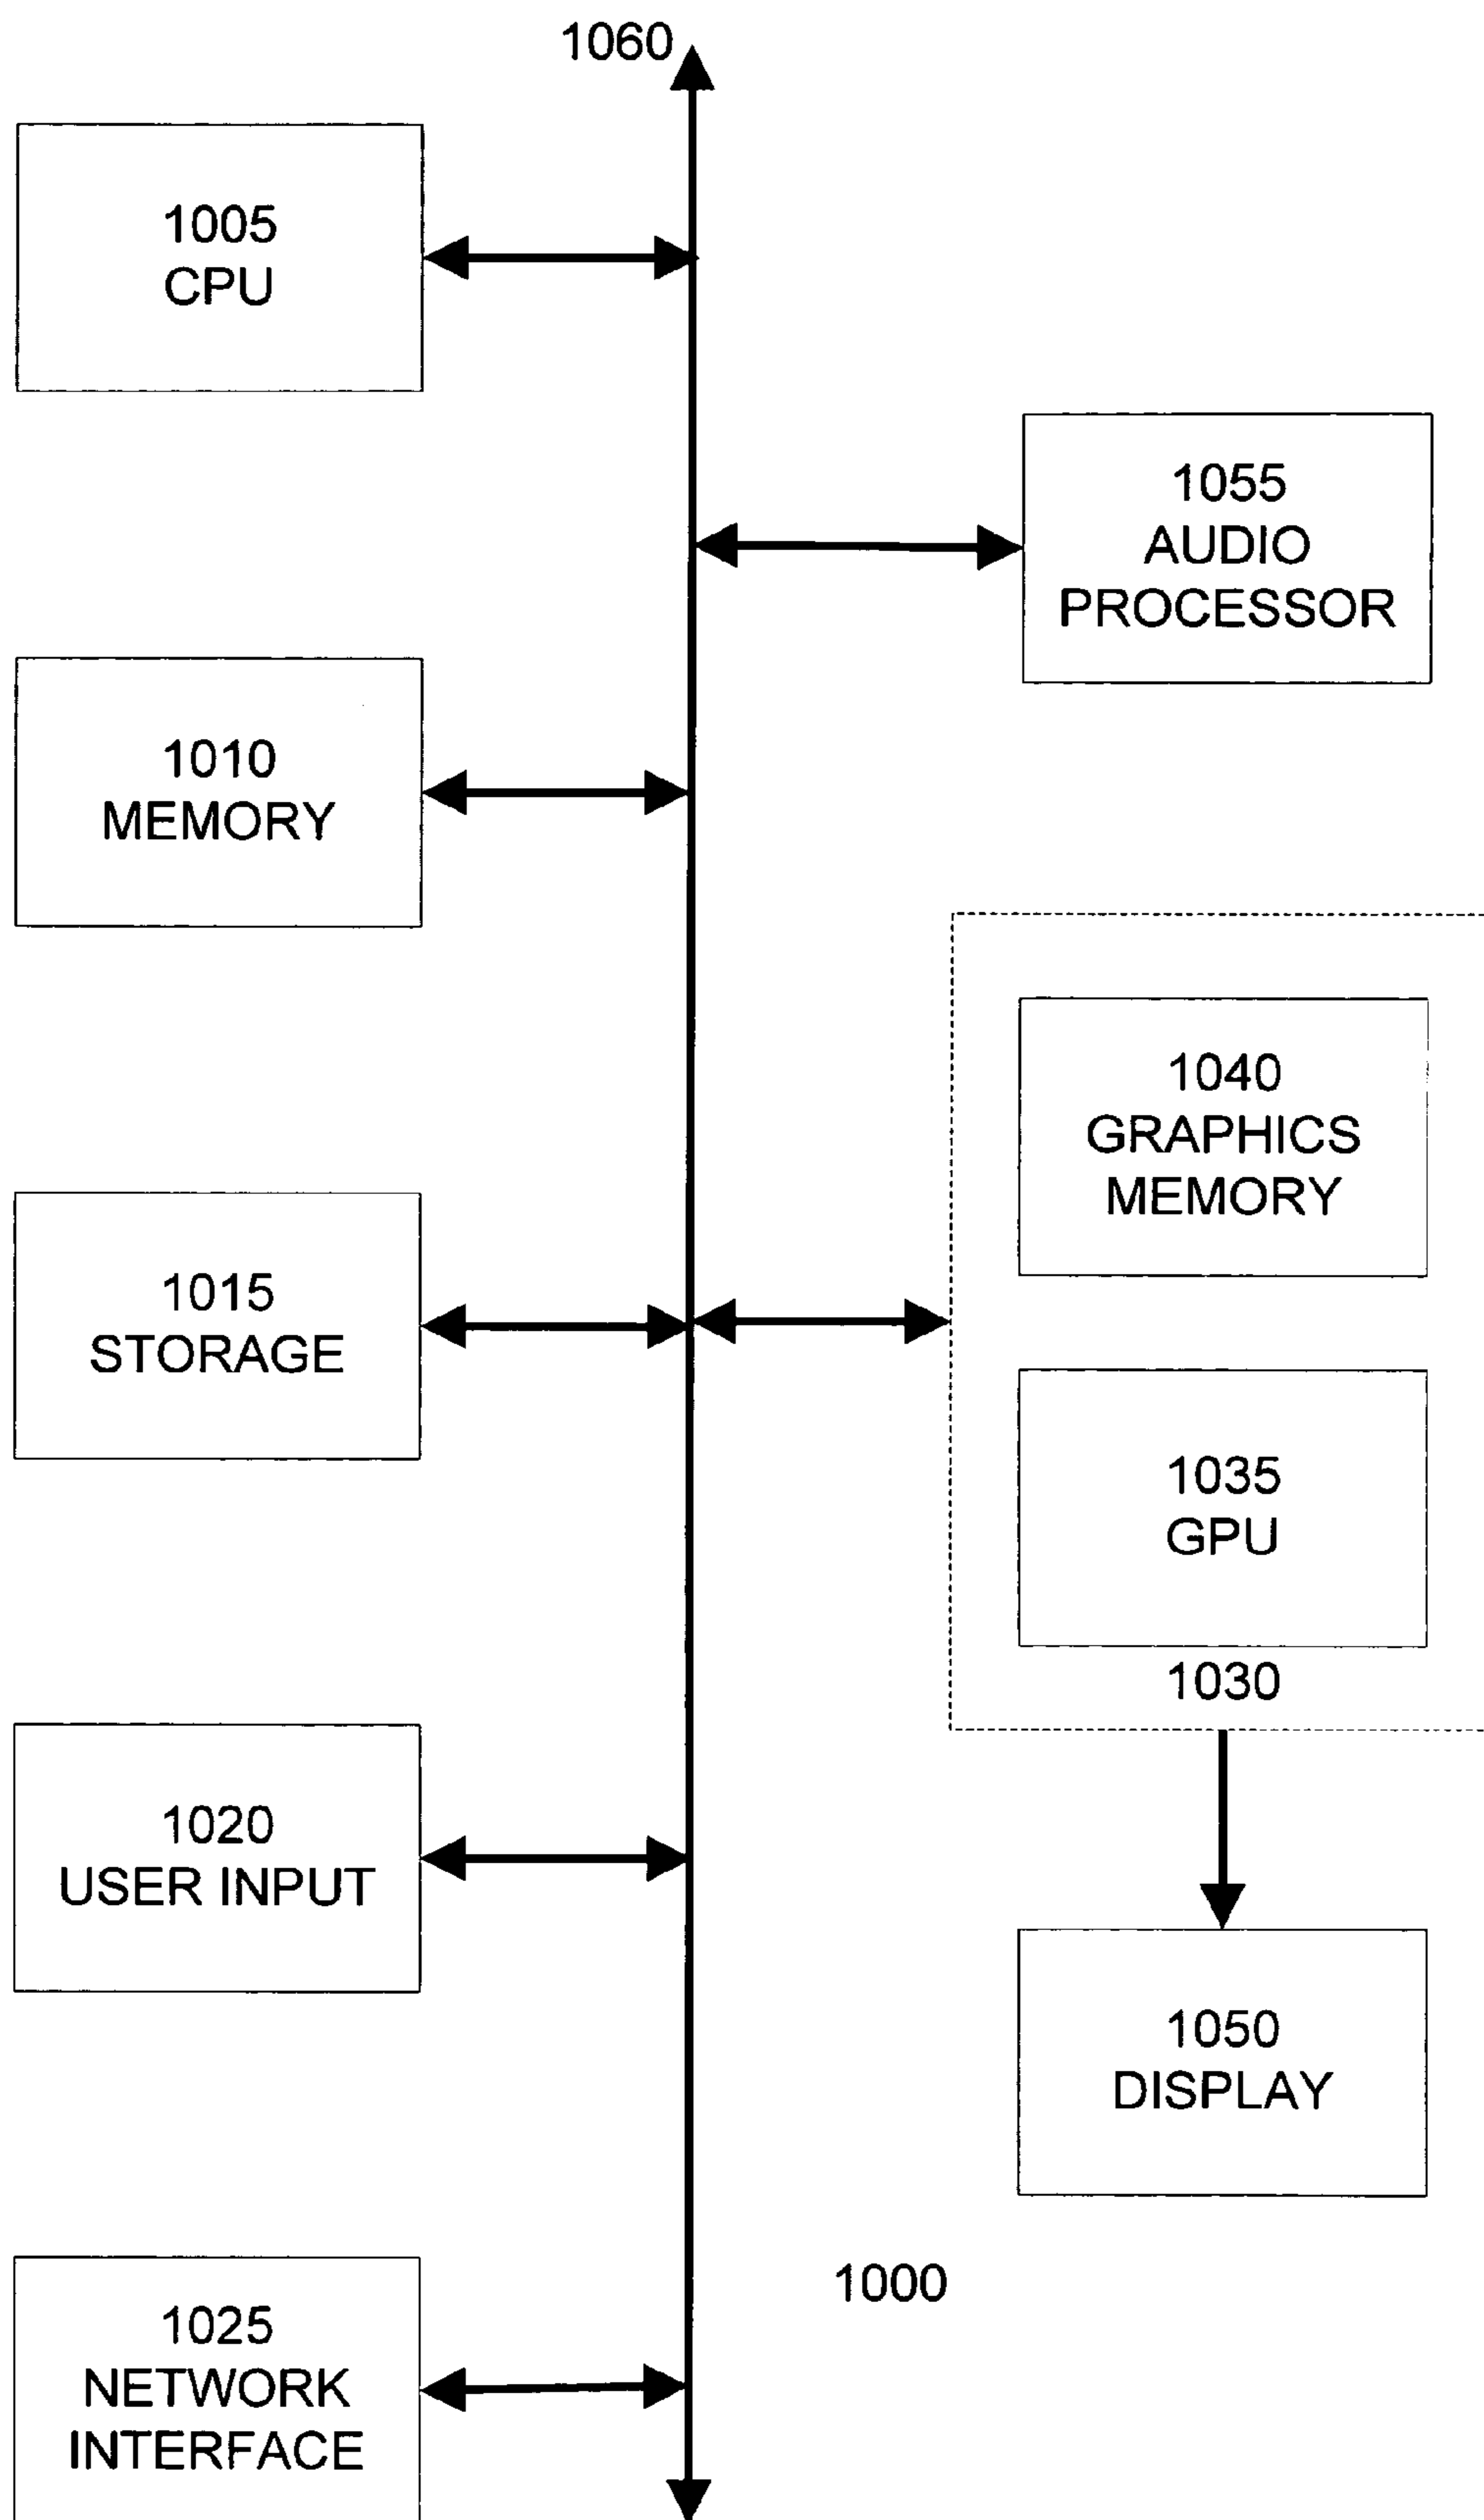 1060
1005
CPU
1055
AUDIO
PROCESSOR
1010
MEMORY
1040
GRAPHICS
MEMORY
1015
STORAGE
1035
GPU
1030
1020
USER INPUT
1050
DISPLAY
1000
1025
NETWORK
INTERFACE